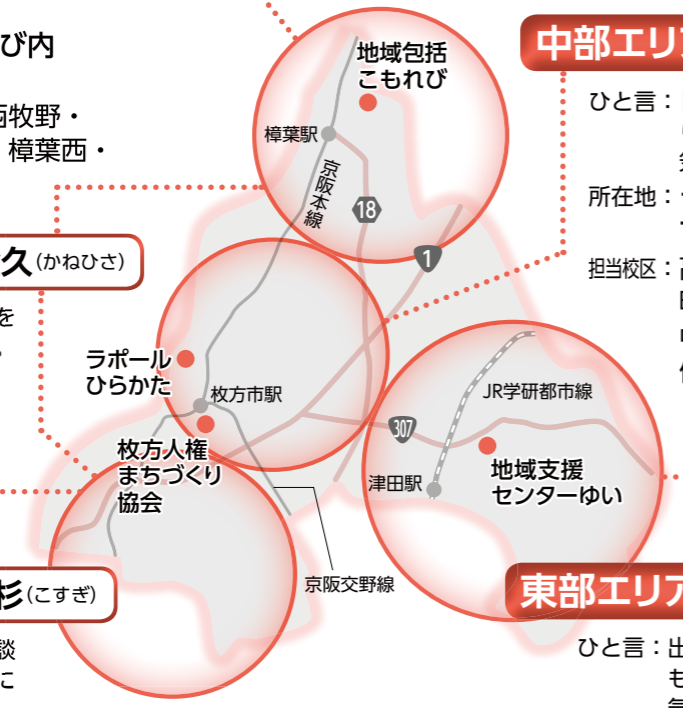 び内
西牧野・
樟葉西・
久(かねひさ)
を
杉(こすぎ)
談
に
地域包括
こもれび
樟葉駅
京阪本線
18
1
ラポール
ひらかた
枚方市駅
枚方人権
まちづくり
協会
京阪交野線
307
JR学研都市線
津田駅
地域支援
センターゆい
中部エリア
ひと言：
所在地：
担当校区：
東部エリア
ひと言：出
も